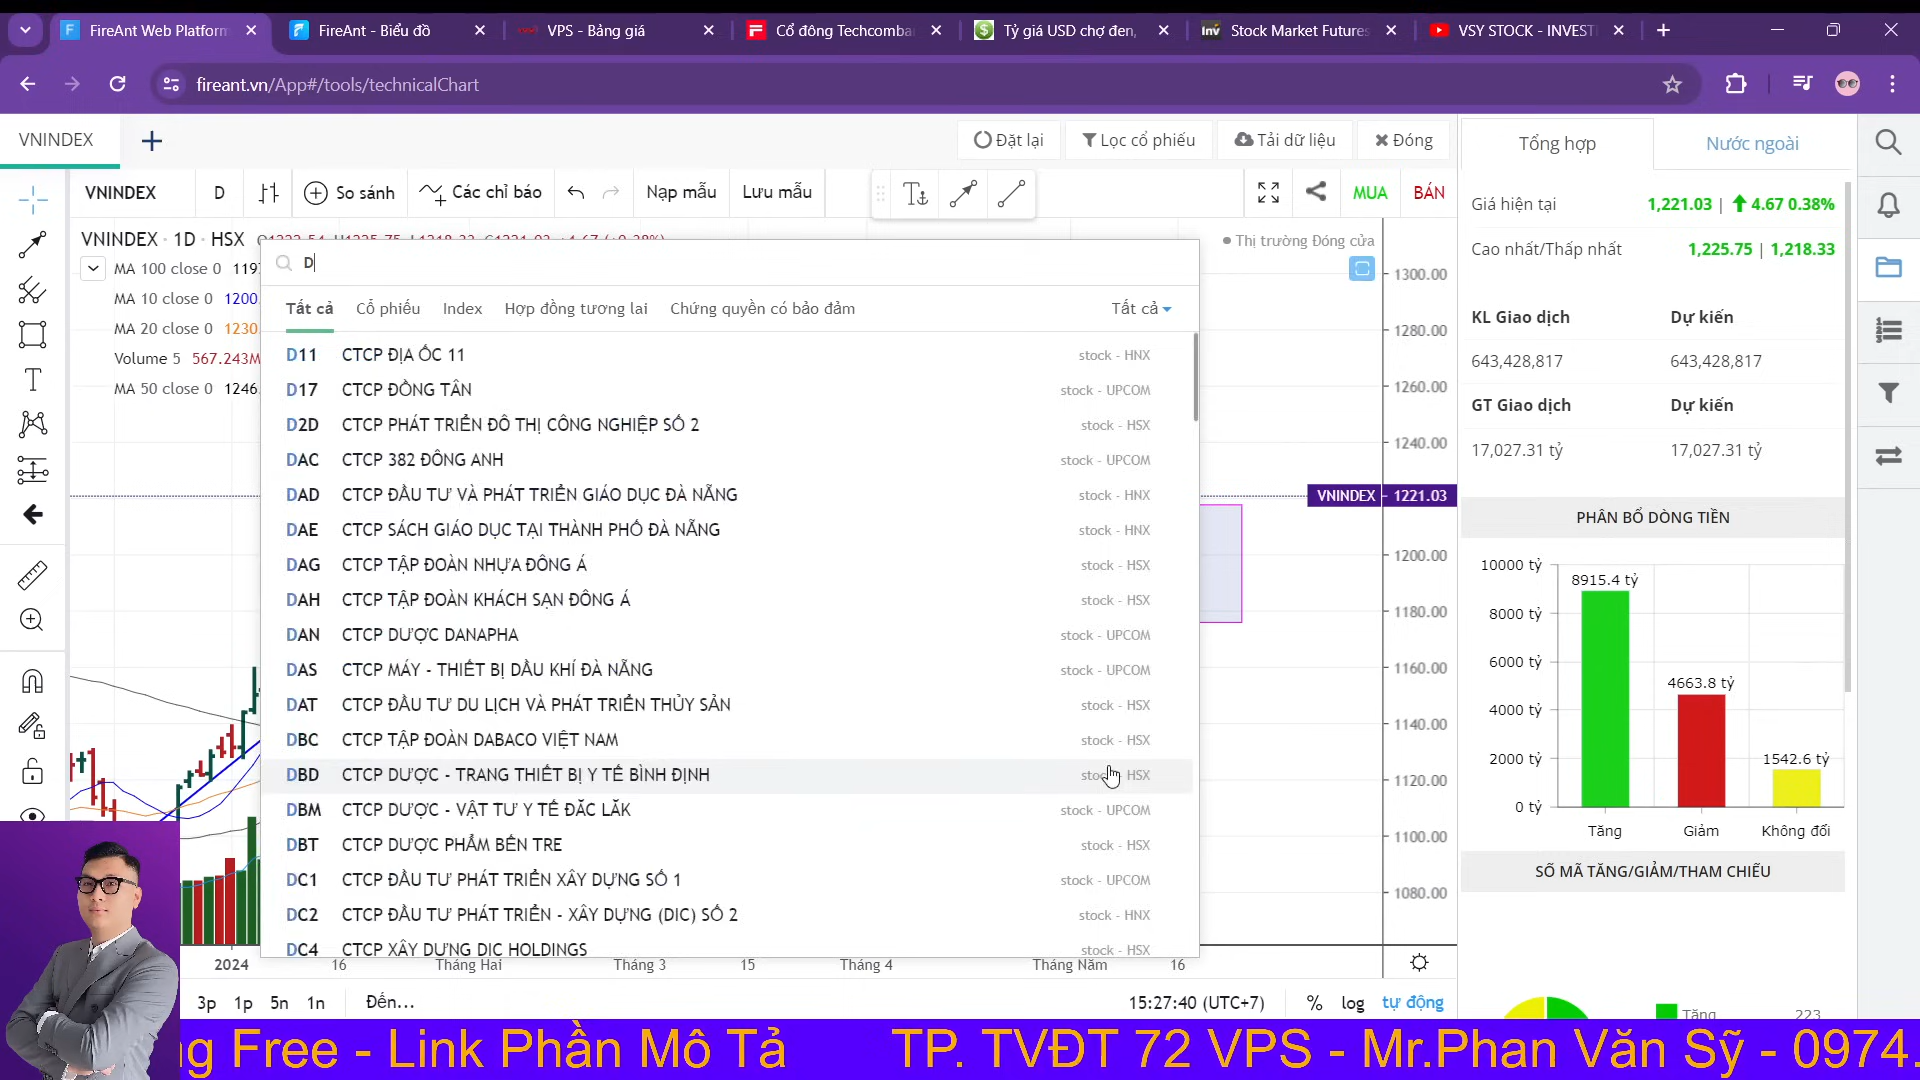 FireAnt Web Platform
FireAnt - Biểu đồ
VPS - Bảng giá
Cổ đông Techcomba
Tỷ giá USD chợ đen,
Stock Market Futures
VSY STOCK - INVEST
fireant.vn/App#/tools/technicalChart
VNINDEX
Đặt lại
Lọc cổ phiếu
Tải dữ liệu
Đóng
Tổng hợp
Nước ngoài
VNINDEX
D
So sánh
Các chỉ báo
Nạp mẫu
Lưu mẫu
MUA
BÁN
Giá hiện tại
1,221.03 | 4.67 0.38%
VNINDEX · 1D · HSX
Thị trường Đóng cửa
Cao nhất/Thấp nhất
1,225.75 | 1,218.33
D
MA 100 close 0 1197
MA 10 close 0 1200.
MA 20 close 0 1230.
Volume 5 567.243M
MA 50 close 0 1246.
Tất cả
Cổ phiếu
Index
Hợp đồng tương lai
Chứng quyền có bảo đảm
Tất cả
D11 CTCP ĐỊA ỐC 11 stock - HNX
D17 CTCP ĐỒNG TÂN stock - UPCOM
D2D CTCP PHÁT TRIỂN ĐÔ THỊ CÔNG NGHIỆP SỐ 2 stock - HSX
DAC CTCP 382 ĐÔNG ANH stock - UPCOM
DAD CTCP ĐẦU TƯ VÀ PHÁT TRIỂN GIÁO DỤC ĐÀ NẴNG stock - HNX
DAE CTCP SÁCH GIÁO DỤC TẠI THÀNH PHỐ ĐÀ NẴNG stock - HNX
DAG CTCP TẬP ĐOÀN NHỰA ĐÔNG Á stock - HSX
DAH CTCP TẬP ĐOÀN KHÁCH SẠN ĐÔNG Á stock - HSX
DAN CTCP DƯỢC DANAPHA stock - UPCOM
DAS CTCP MÁY - THIẾT BỊ DẦU KHÍ ĐÀ NẴNG stock - UPCOM
DAT CTCP ĐẦU TƯ DU LỊCH VÀ PHÁT TRIỂN THỦY SẢN stock - HSX
DBC CTCP TẬP ĐOÀN DABACO VIỆT NAM stock - HSX
DBD CTCP DƯỢC - TRANG THIẾT BỊ Y TẾ BÌNH ĐỊNH stock - HSX
DBM CTCP DƯỢC - VẬT TƯ Y TẾ ĐĂC LĂK stock - UPCOM
DBT CTCP DƯỢC PHẨM BẾN TRE stock - HSX
DC1 CTCP ĐẦU TƯ PHÁT TRIỂN XÂY DỰNG SỐ 1 stock - UPCOM
DC2 CTCP ĐẦU TƯ PHÁT TRIỂN - XÂY DỰNG (DIC) SỐ 2 stock - HNX
DC4 CTCP XÂY DỰNG DIC HOLDINGS stock - HSX
1300.00
1280.00
1260.00
1240.00
VNINDEX 1221.03
1200.00
1180.00
1160.00
1140.00
1120.00
1100.00
1080.00
KL Giao dịch
Dự kiến
643,428,817
643,428,817
GT Giao dịch
Dự kiến
17,027.31 tỷ
17,027.31 tỷ
PHÂN BỔ DÒNG TIỀN
10000 tỷ
8000 tỷ
6000 tỷ
4000 tỷ
2000 tỷ
0 tỷ
8915.4 tỷ
4663.8 tỷ
1542.6 tỷ
Tăng
Giảm
Không đổi
SỐ MÃ TĂNG/GIẢM/THAM CHIẾU
Tăng 223
2024
16
Tháng Hai
Tháng 3
15
Tháng 4
Tháng Năm
16
3p
1p
5n
1n
Đến...
15:27:40 (UTC+7)
%
log
tự động
ng Free - Link Phần Mô Tả
TP. TVĐT 72 VPS - Mr.Phan Văn Sỹ - 0974.